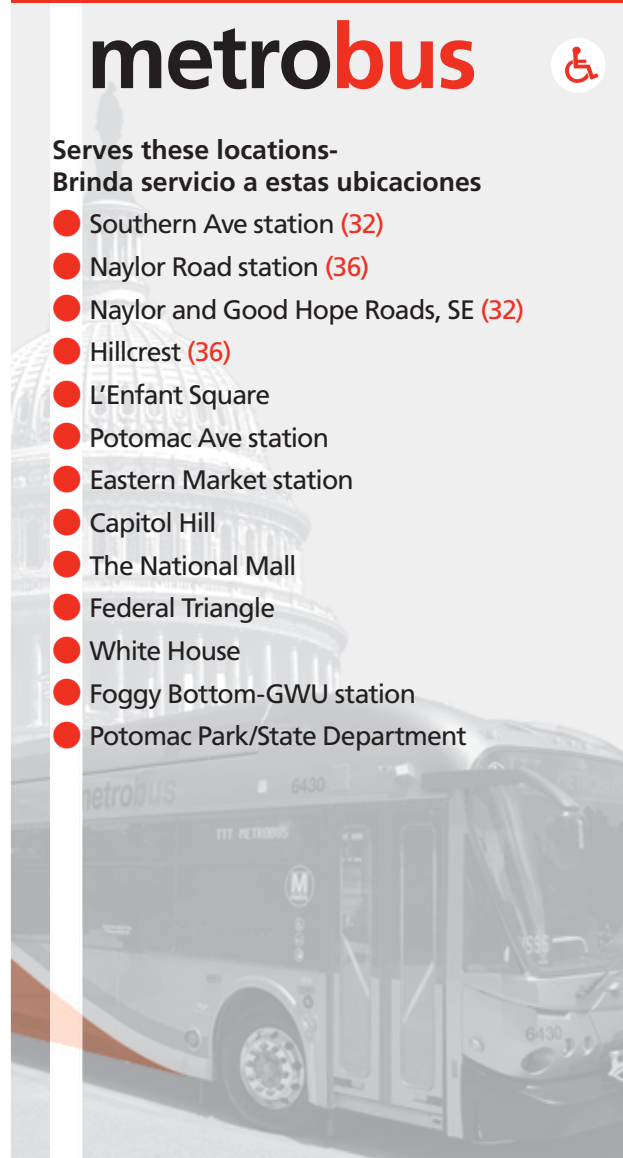 metrobus
Serves these locations-
Brinda servicio a estas ubicaciones
Southern Ave station (32)
Naylor Road station (36)
Naylor and Good Hope Roads, SE (32)
Hillcrest (36)
L’Enfant Square
Potomac Ave station
Eastern Market station
Capitol Hill
The National Mall
Federal Triangle
White House
Foggy Bottom-GWU station
Potomac Park/State Department
metrobus
6430
TTT METROBUS
M
6430